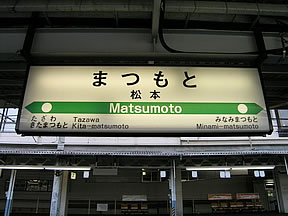 まつもと
松本
Matsumoto
たざわ Tazawa
きたまつもと Kita-matsumoto
みなみまつもと
Minami-matsumoto